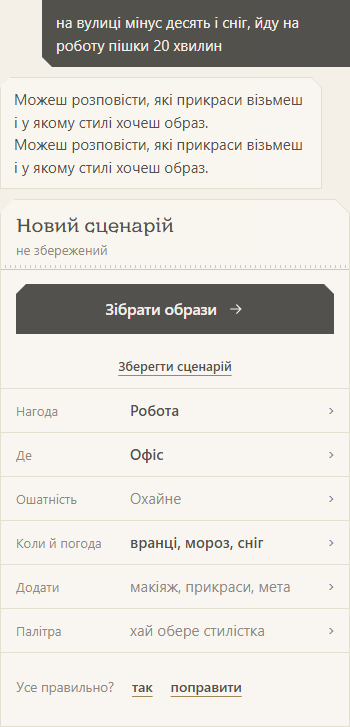 на вулиці мінус десять і сніг, йду на
роботу пішки 20 хвилин
Можеш розповісти, які прикраси візьмеш
і у якому стилі хочеш образ.
Можеш розповісти, які прикраси візьмеш
і у якому стилі хочеш образ.
Новий сценарій
не збережений
Зібрати образи →
Зберегти сценарій
Нагода Робота ›
Де Офіс ›
Ошатність Охайне ›
Коли й погода вранці, мороз, сніг ›
Додати макіяж, прикраси, мета ›
Палітра хай обере стилістка ›
Усе правильно? так поправити